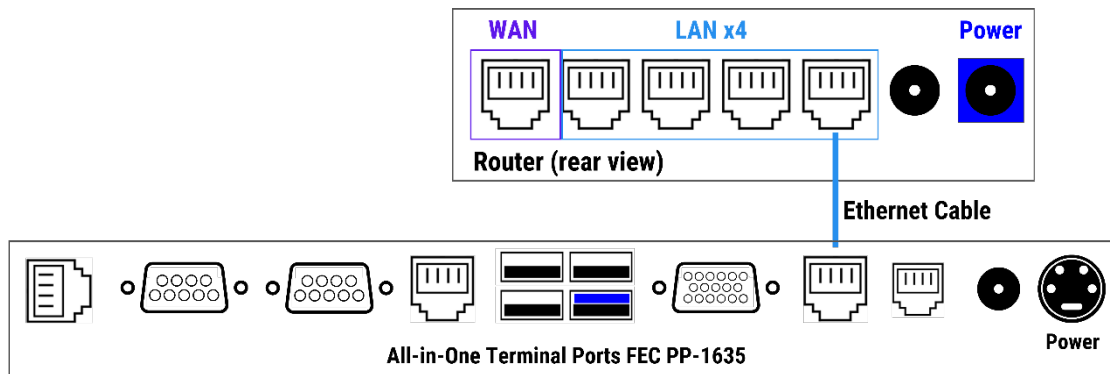 WAN LAN x4 Power
Router (rear view)
Ethernet Cable
All-in-One Terminal Ports FEC PP-1635
Power